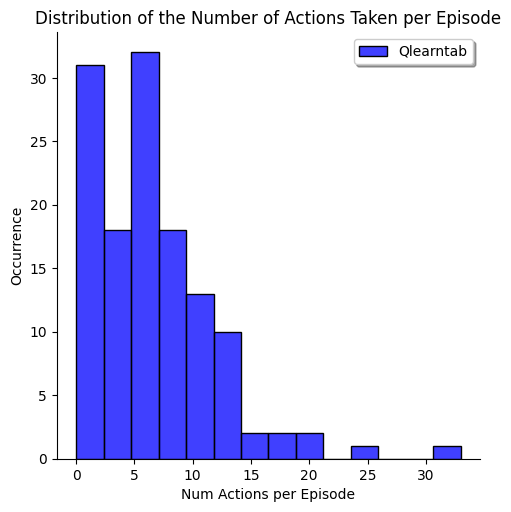 Distribution of the Number of Actions Taken per Episode
Qlearntab
30
25
20
15
10
5
0
Occurrence
0 5 10 15 20 25 30
Num Actions per Episode